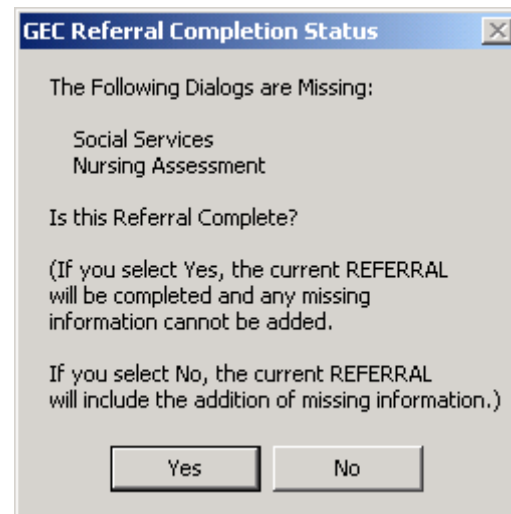 GEC Referral Completion Status
The Following Dialogs are Missing:
Social Services
Nursing Assessment
Is this Referral Complete?
(If you select Yes, the current REFERRAL
will be completed and any missing
information cannot be added.
If you select No, the current REFERRAL
will include the addition of missing information.)
Yes No